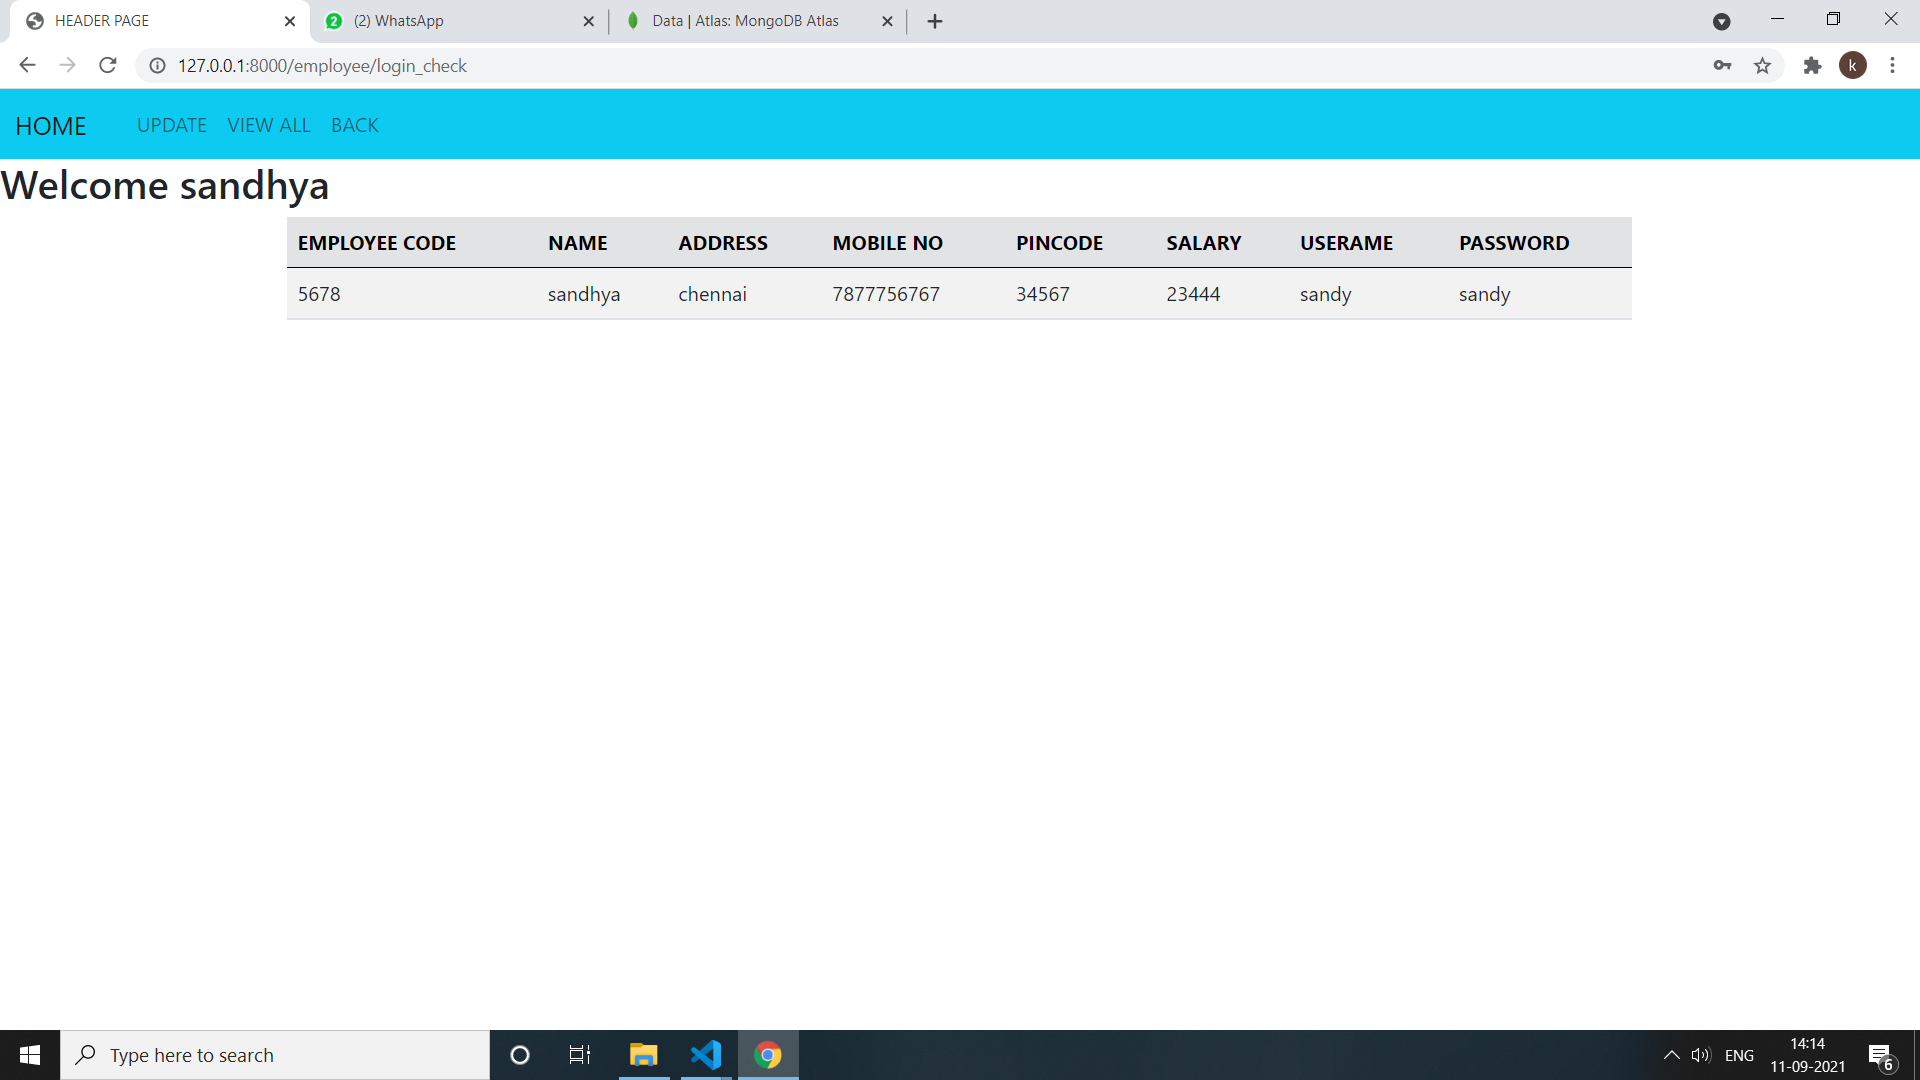 HEADER PAGE
2 (2) WhatsApp
Data | Atlas: MongoDB Atlas
127.0.0.1:8000/employee/login_check
k
HOME UPDATE VIEW ALL BACK
Welcome sandhya
EMPLOYEE CODE NAME ADDRESS MOBILE NO PINCODE SALARY USERAME PASSWORD
5678 sandhya chennai 7877756767 34567 23444 sandy sandy
Type here to search
ENG
14:14
11-09-2021
6